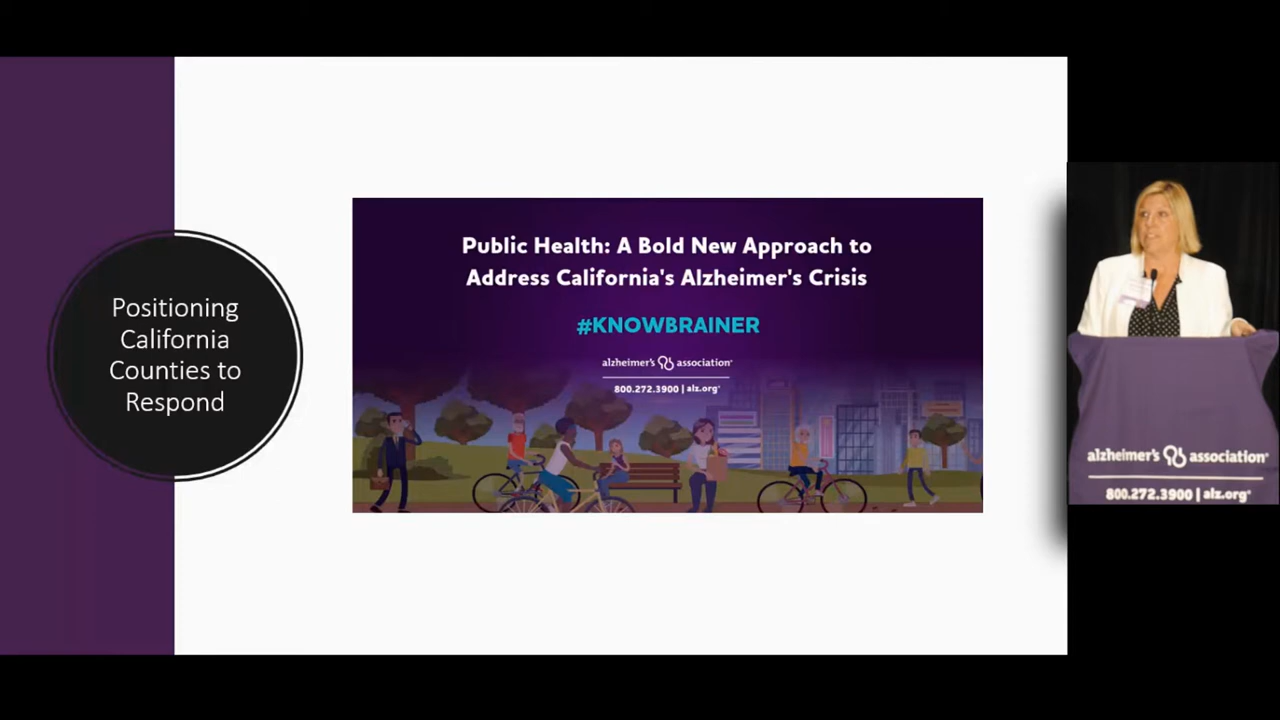 Positioning
California
Counties to
Respond
Public Health: A Bold New Approach to
Address California's Alzheimer's Crisis
#KNOWBRAINER
alzheimer's association®
800.272.3900 | alz.org®
alzheimer's association®
800.272.3900 | alz.org®